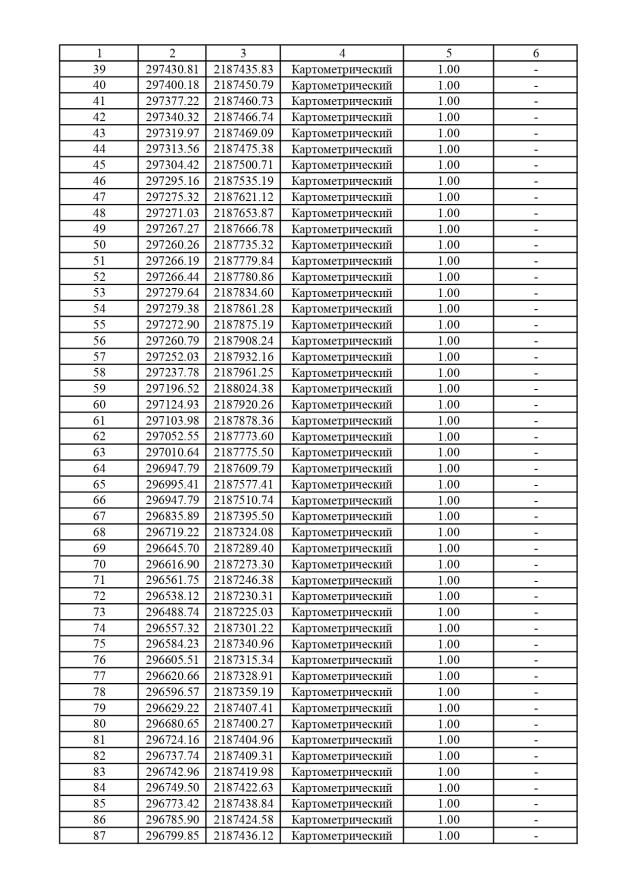 1 2 3 4 5 6
39 297430.81 2187435.83 Картометрический 1.00 -
40 297400.18 2187450.79 Картометрический 1.00 -
41 297377.22 2187460.73 Картометрический 1.00 -
42 297340.32 2187466.74 Картометрический 1.00 -
43 297319.97 2187469.09 Картометрический 1.00 -
44 297313.56 2187475.38 Картометрический 1.00 -
45 297304.42 2187500.71 Картометрический 1.00 -
46 297295.16 2187535.19 Картометрический 1.00 -
47 297275.32 2187621.12 Картометрический 1.00 -
48 297271.03 2187653.87 Картометрический 1.00 -
49 297267.27 2187666.78 Картометрический 1.00 -
50 297260.26 2187735.32 Картометрический 1.00 -
51 297266.19 2187779.84 Картометрический 1.00 -
52 297266.44 2187780.86 Картометрический 1.00 -
53 297279.64 2187834.60 Картометрический 1.00 -
54 297279.38 2187861.28 Картометрический 1.00 -
55 297272.90 2187875.19 Картометрический 1.00 -
56 297260.79 2187908.24 Картометрический 1.00 -
57 297252.03 2187932.16 Картометрический 1.00 -
58 297237.78 2187961.25 Картометрический 1.00 -
59 297196.52 2188024.38 Картометрический 1.00 -
60 297124.93 2187920.26 Картометрический 1.00 -
61 297103.98 2187878.36 Картометрический 1.00 -
62 297052.55 2187773.60 Картометрический 1.00 -
63 297010.64 2187775.50 Картометрический 1.00 -
64 296947.79 2187609.79 Картометрический 1.00 -
65 296995.41 2187577.41 Картометрический 1.00 -
66 296947.79 2187510.74 Картометрический 1.00 -
67 296835.89 2187395.50 Картометрический 1.00 -
68 296719.22 2187324.08 Картометрический 1.00 -
69 296645.70 2187289.40 Картометрический 1.00 -
70 296616.90 2187273.30 Картометрический 1.00 -
71 296561.75 2187246.38 Картометрический 1.00 -
72 296538.12 2187230.31 Картометрический 1.00 -
73 296488.74 2187225.03 Картометрический 1.00 -
74 296557.32 2187301.22 Картометрический 1.00 -
75 296584.23 2187340.96 Картометрический 1.00 -
76 296605.51 2187315.34 Картометрический 1.00 -
77 296620.66 2187328.91 Картометрический 1.00 -
78 296596.57 2187359.19 Картометрический 1.00 -
79 296629.22 2187407.41 Картометрический 1.00 -
80 296680.65 2187400.27 Картометрический 1.00 -
81 296724.16 2187404.96 Картометрический 1.00 -
82 296737.74 2187409.31 Картометрический 1.00 -
83 296742.96 2187419.98 Картометрический 1.00 -
84 296749.50 2187422.63 Картометрический 1.00 -
85 296773.42 2187438.84 Картометрический 1.00 -
86 296785.90 2187424.58 Картометрический 1.00 -
87 296799.85 2187436.12 Картометрический 1.00 -